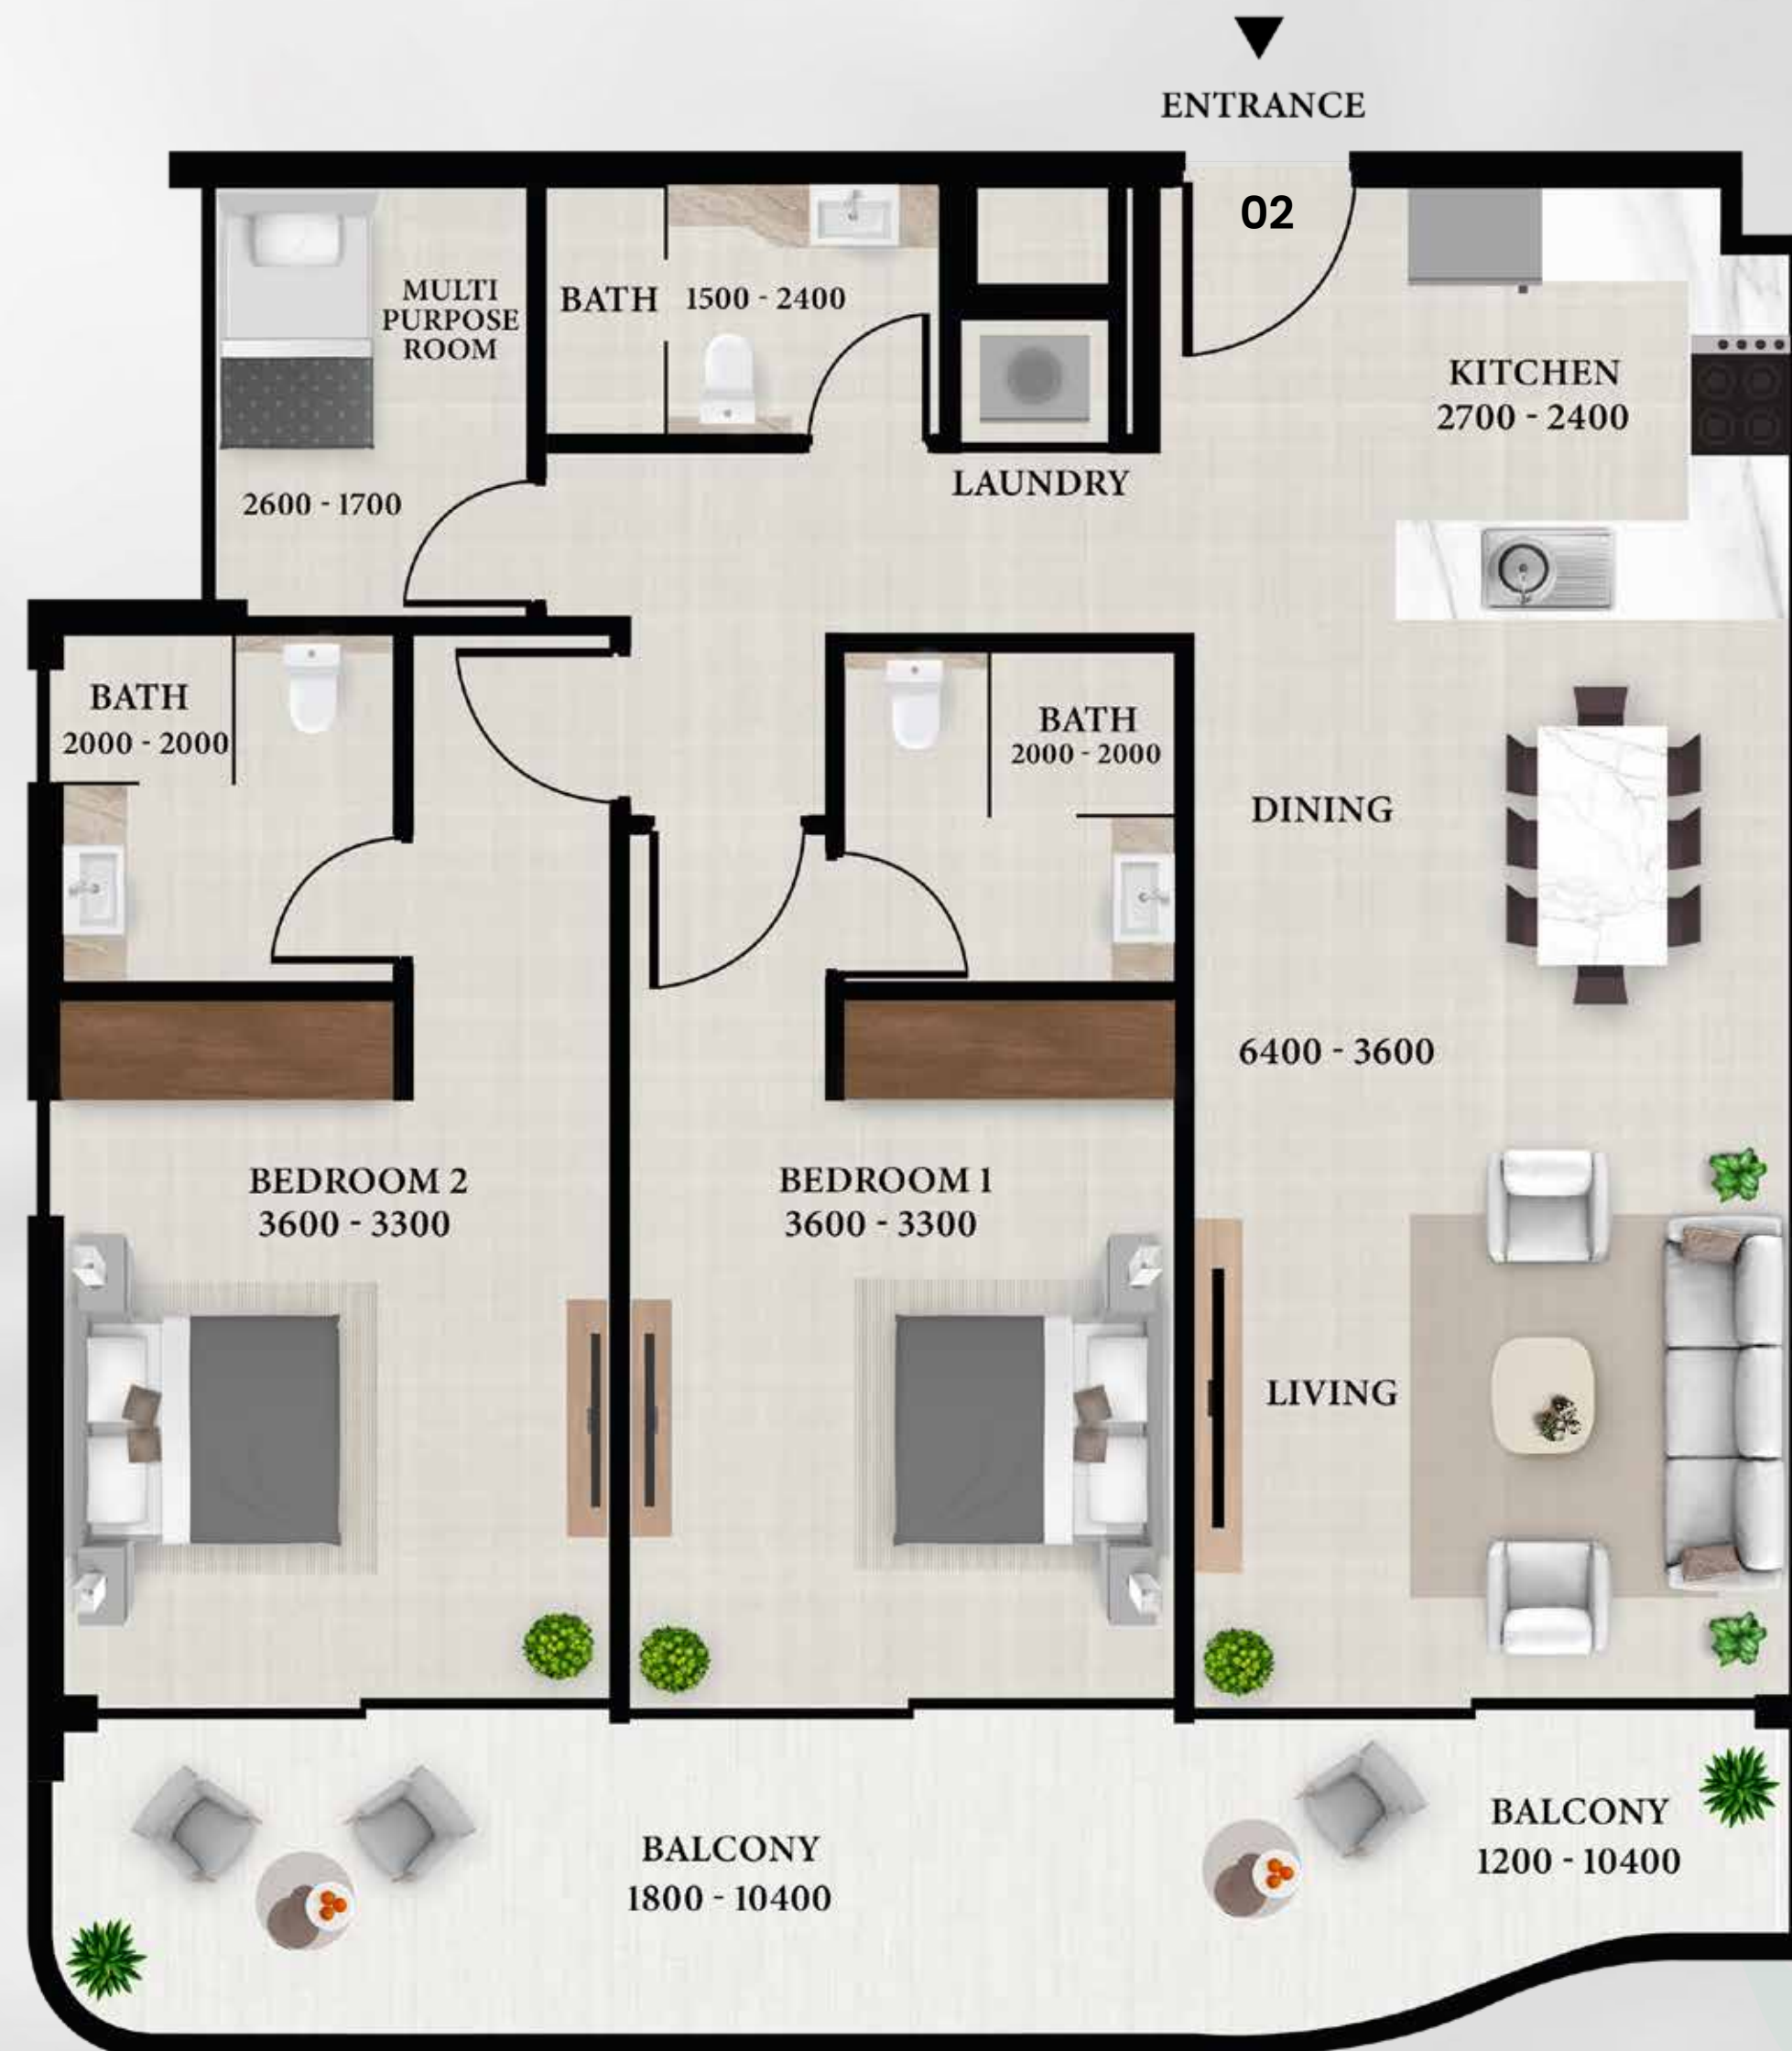 ENTRANCE
02
MULTI
PURPOSE
ROOM
2600 - 1700
BATH 1500 - 2400
LAUNDRY
KITCHEN
2700 - 2400
BATH
2000 - 2000
BATH
2000 - 2000
DINING
6400 - 3600
BEDROOM 2
3600 - 3300
BEDROOM 1
3600 - 3300
LIVING
BALCONY
1800 - 10400
BALCONY
1200 - 10400